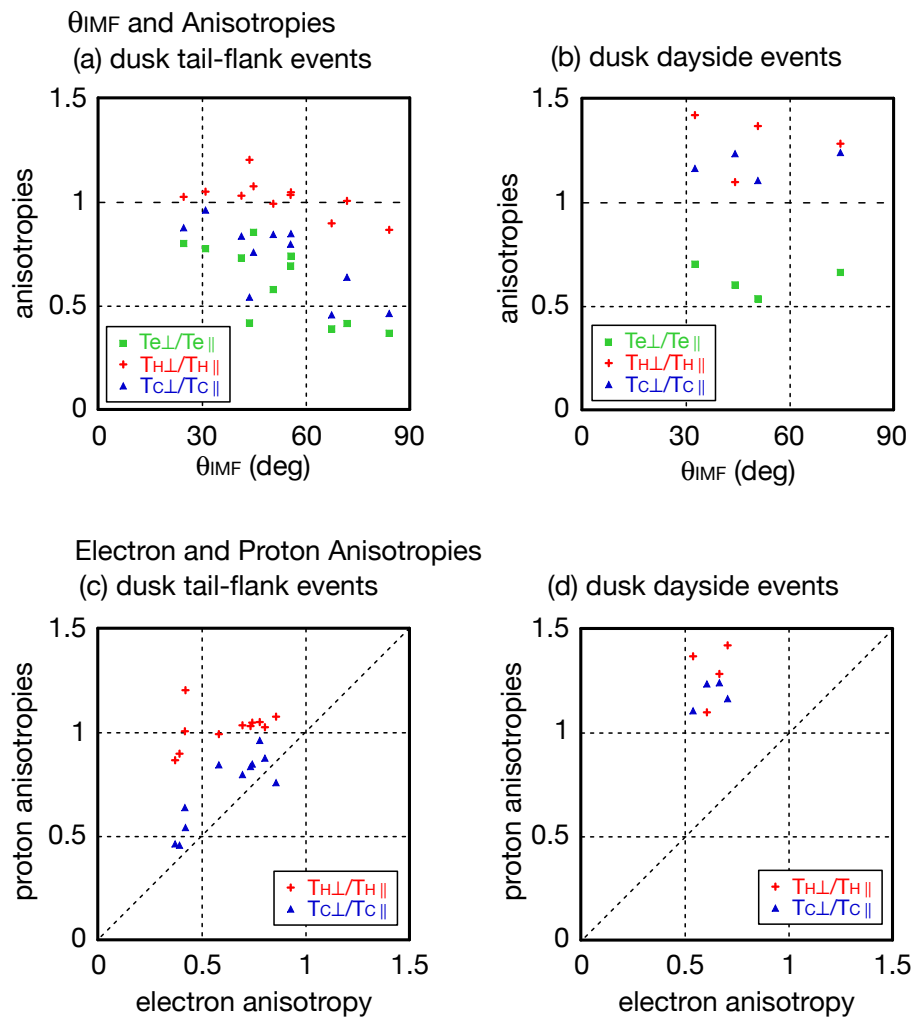 θIMF and Anisotropies
(a) dusk tail-flank events
1.5
1
0.5
0
anisotropies
Te⊥/Te∥
TH⊥/TH∥
TC⊥/TC∥
0 30 60 90
θIMF (deg)
(b) dusk dayside events
1.5
1
0.5
0
anisotropies
Te⊥/Te∥
TH⊥/TH∥
TC⊥/TC∥
30 60 90
θIMF (deg)
Electron and Proton Anisotropies
(c) dusk tail-flank events
1.5
1
0.5
0
proton anisotropies
TH⊥/TH∥
TC⊥/TC∥
0 0.5 1 1.5
electron anisotropy
(d) dusk dayside events
1.5
1
0.5
0
proton anisotropies
TH⊥/TH∥
TC⊥/TC∥
0 0.5 1 1.5
electron anisotropy